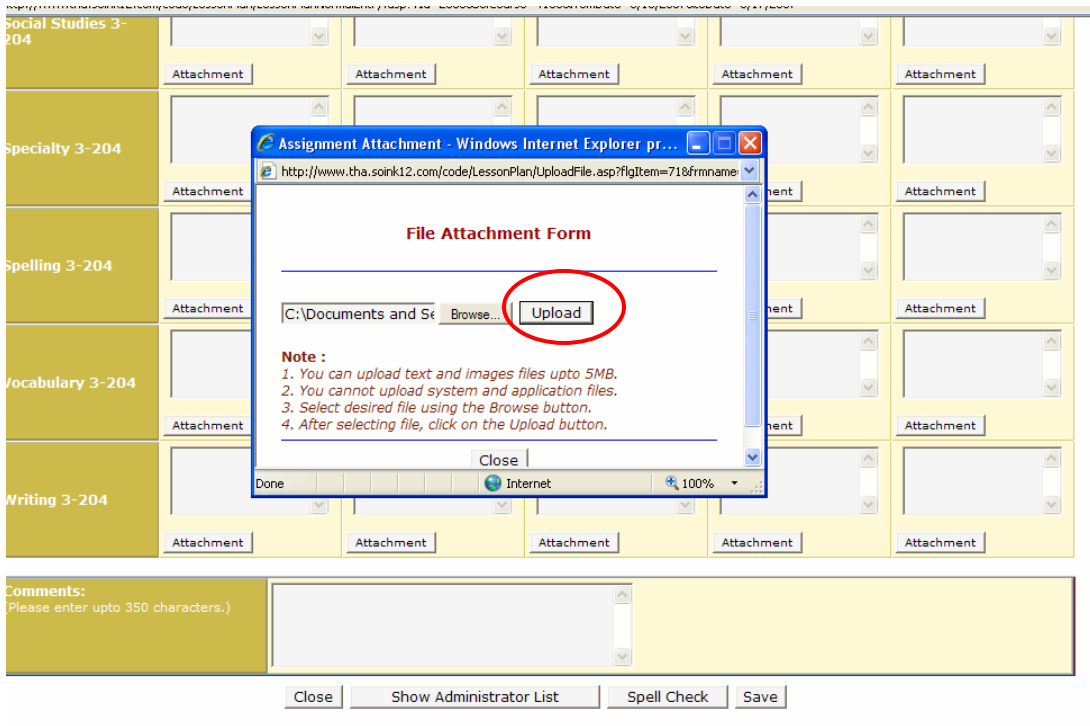 Social Studies 3-
204
Attachment Attachment Attachment Attachment Attachment
Specialty 3-204
Attachment
Attachment
Spelling 3-204
Attachment
Attachment
Vocabulary 3-204
Attachment
Attachment
Writing 3-204
Attachment Attachment Attachment Attachment Attachment
Assignment Attachment - Windows Internet Explorer pr...
http://www.tha.soink12.com/code/LessonPlan/UploadFile.asp?flgItem=71&frmname
File Attachment Form
C:\Documents and Se Browse... Upload
Note :
1. You can upload text and images files upto 5MB.
2. You cannot upload system and application files.
3. Select desired file using the Browse button.
4. After selecting file, click on the Upload button.
Close
Done Internet 100%
Comments:
(Please enter upto 350 characters.)
Close Show Administrator List Spell Check Save